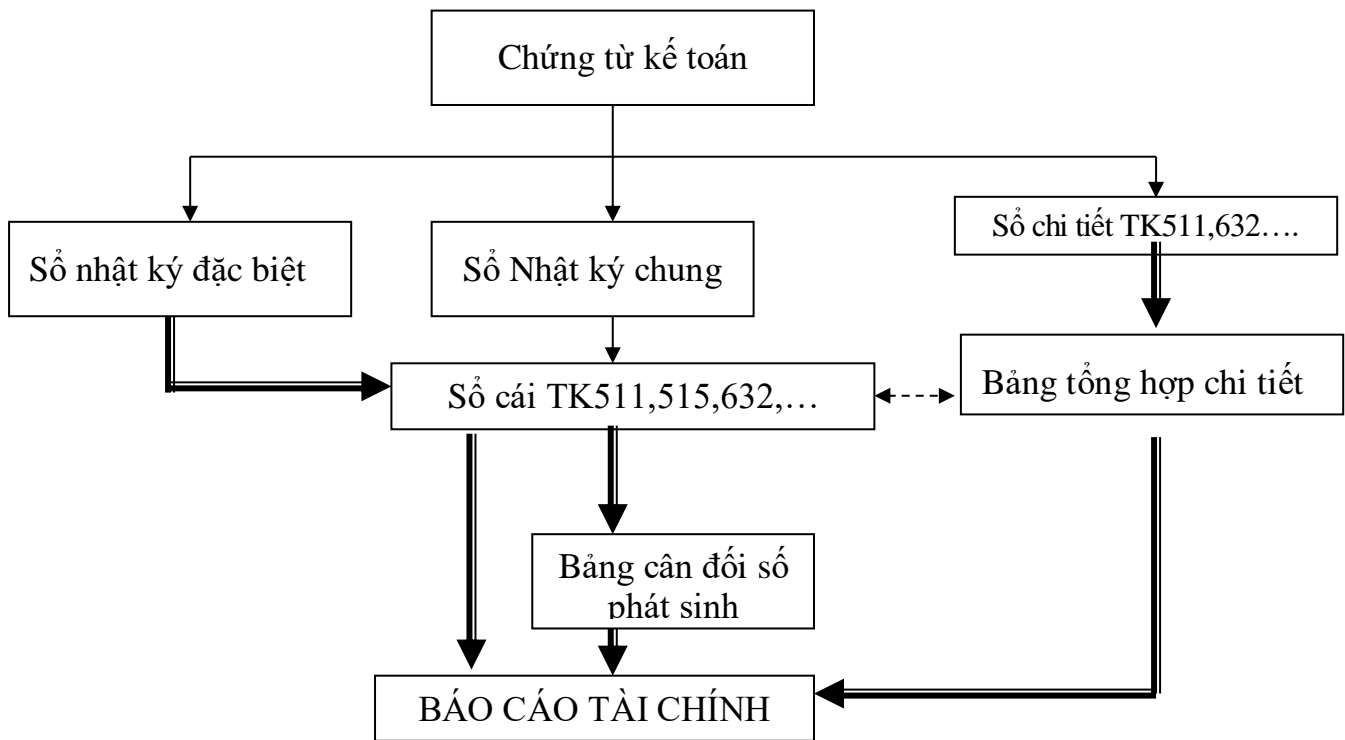 Chứng từ kế toán
Sổ nhật ký đặc biệt
Sổ Nhật ký chung
Sổ chi tiết TK511,632….
Sổ cái TK511,515,632,…
Bảng tổng hợp chi tiết
Bảng cân đối số
phát sinh
BÁO CÁO TÀI CHÍNH